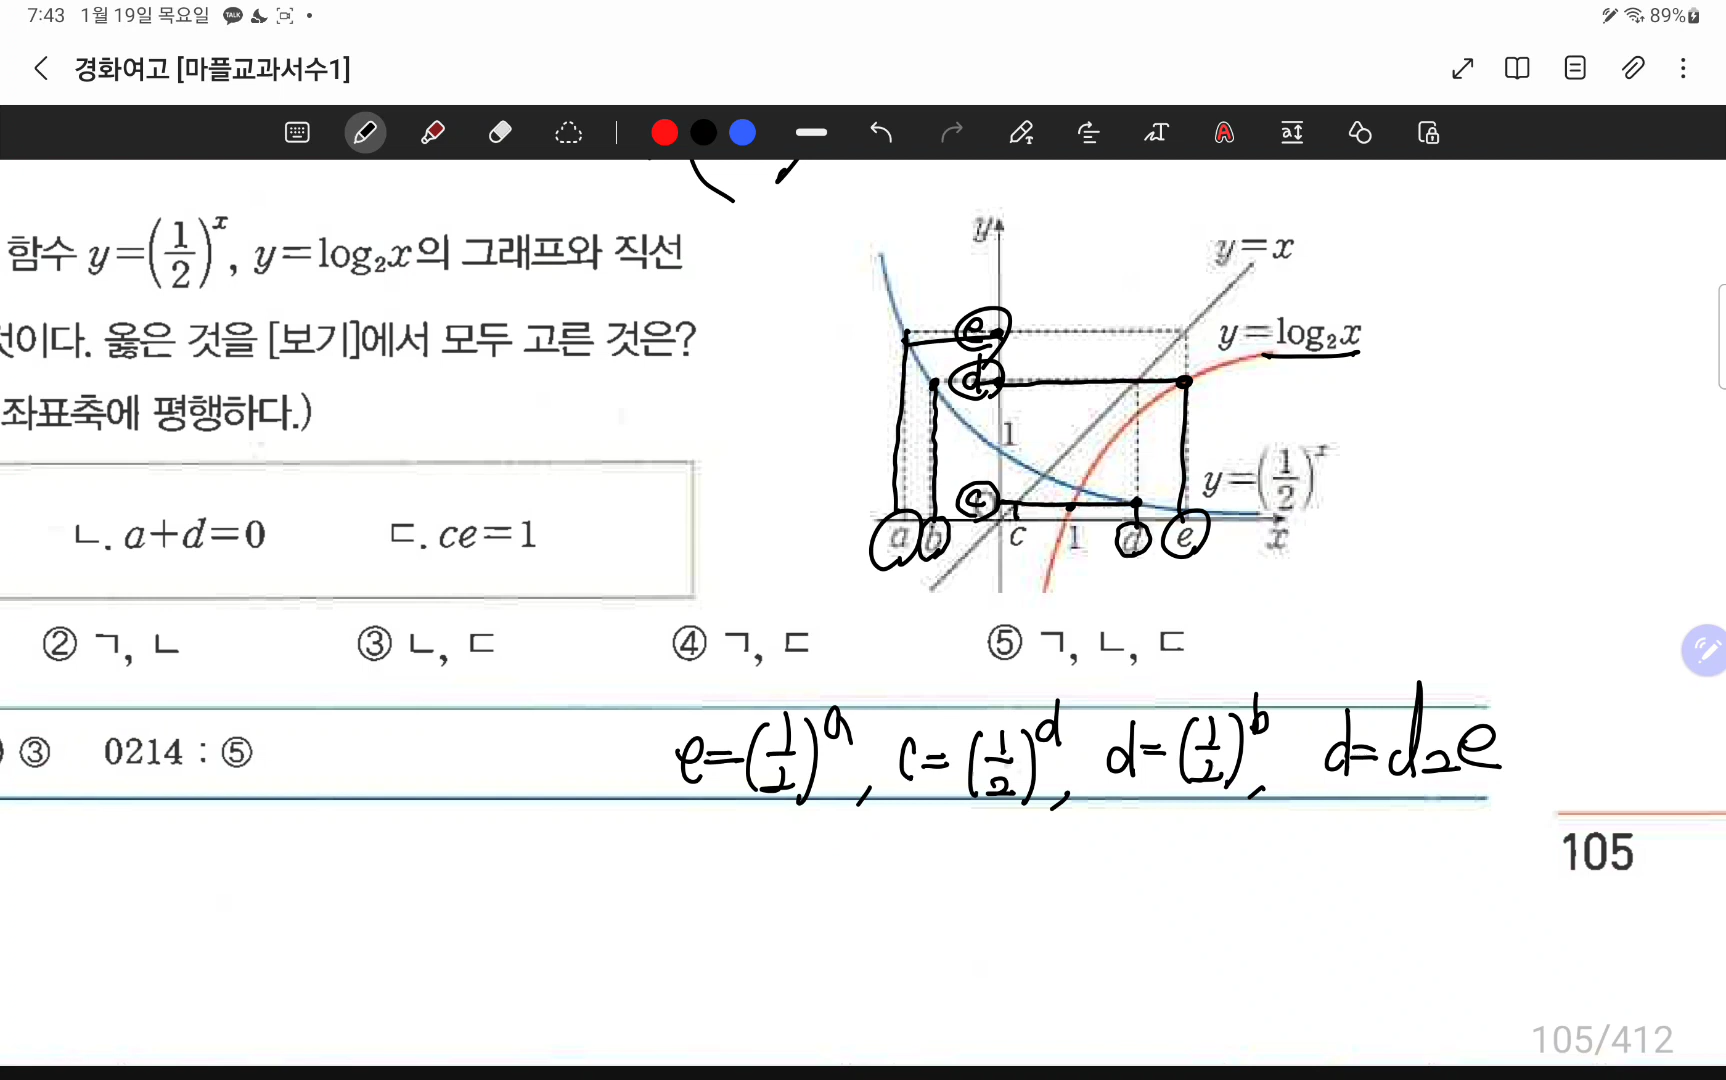 7:43 1월 19일 목요일 TALK 89%
경화여고 [마플교과서수1]
함수 y=(1/2)^x, y=log₂x의 그래프와 직선
것이다. 옳은 것을 [보기]에서 모두 고른 것은?
좌표축에 평행하다.)
ㄴ. a+d=0 ㄷ. ce=1
y
y=x
e
y=log₂x
d
1
y=(1/2)^x
c
a b c 1 d e x
② ㄱ, ㄴ ③ ㄴ, ㄷ ④ ㄱ, ㄷ ⑤ ㄱ, ㄴ, ㄷ
③ 0214 : ⑤
e=(1/2)^a, c=(1/2)^d, d=(1/2)^b, d=
105
105/412